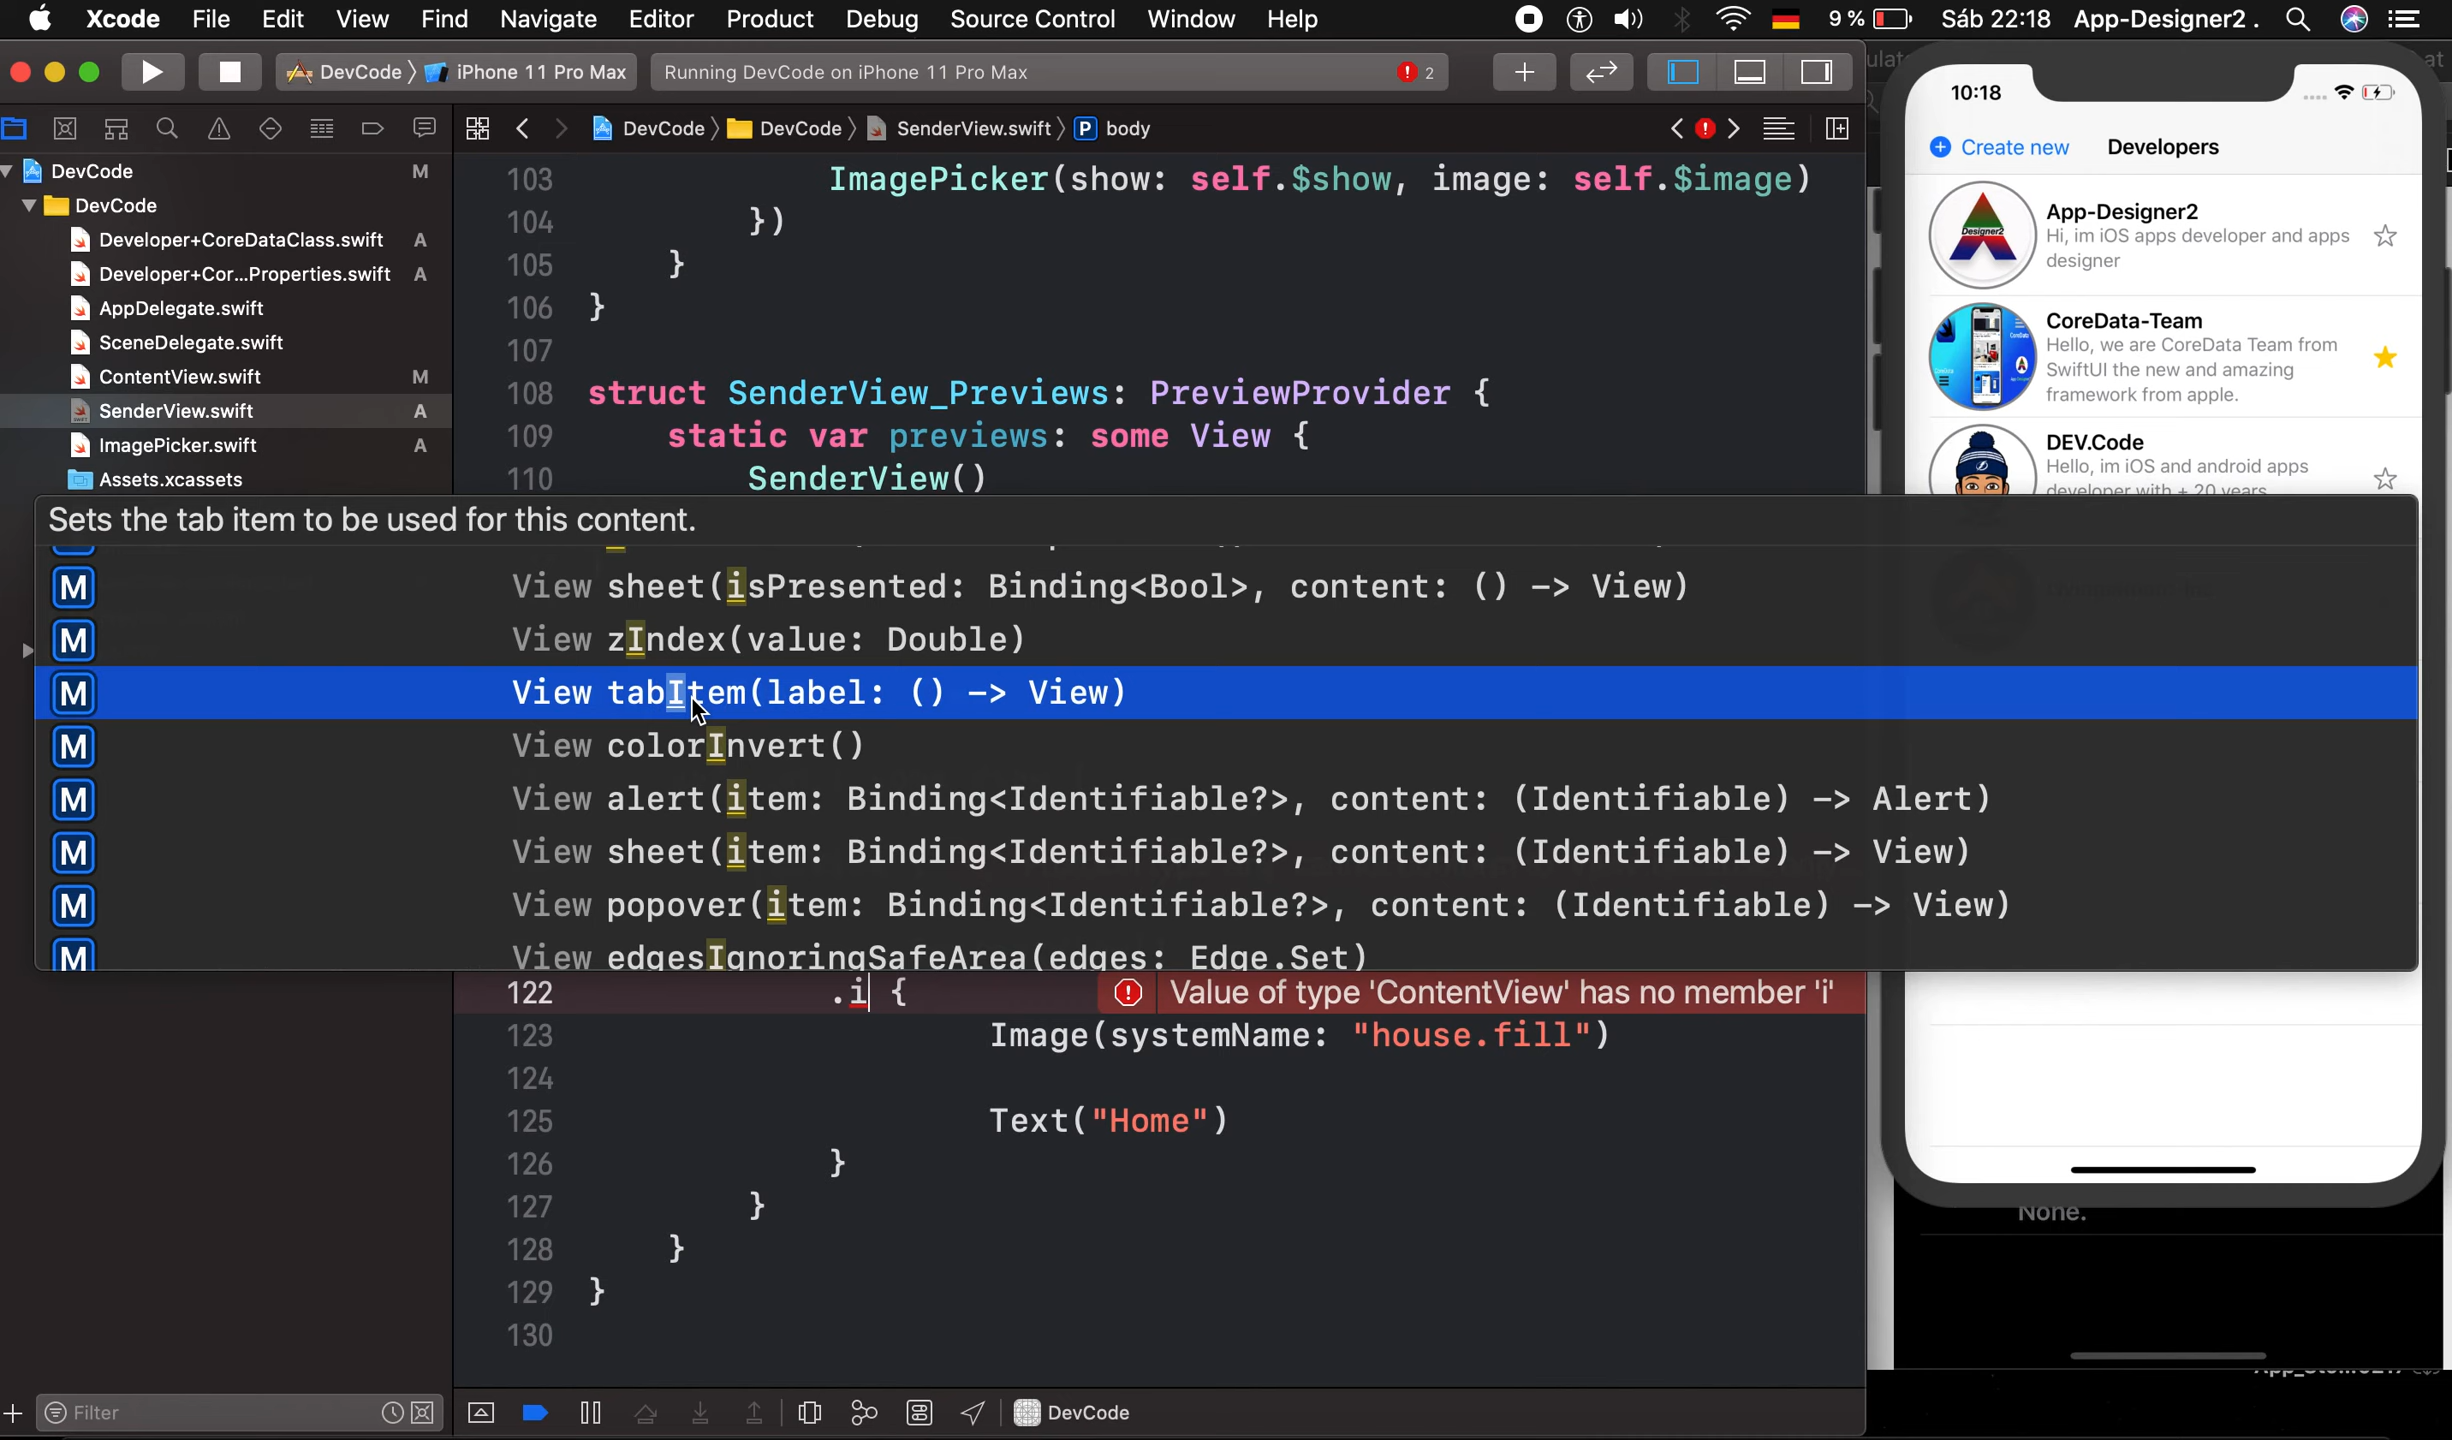 Xcode File Edit View Find Navigate Editor Product Debug Source Control Window Help 9 % Sáb 22:18 App-Designer2 .
DevCode iPhone 11 Pro Max Running DevCode on iPhone 11 Pro Max 2
DevCode DevCode SenderView.swift P body
DevCode M
DevCode
Developer+CoreDataClass.swift A
Developer+Cor...Properties.swift A
AppDelegate.swift
SceneDelegate.swift
ContentView.swift M
SenderView.swift A
ImagePicker.swift A
Assets.xcassets
103 ImagePicker(show: self.$show, image: self.$image)
104 })
105 }
106 }
107
108 struct SenderView_Previews: PreviewProvider {
109 static var previews: some View {
110 SenderView()
Sets the tab item to be used for this content.
M View sheet(isPresented: Binding<Bool>, content: () -> View)
M View zIndex(value: Double)
M View tabItem(label: () -> View)
M View colorInvert()
M View alert(item: Binding<Identifiable?>, content: (Identifiable) -> Alert)
M View sheet(item: Binding<Identifiable?>, content: (Identifiable) -> View)
M View popover(item: Binding<Identifiable?>, content: (Identifiable) -> View)
M View edgesIgnoringSafeArea(edges: Edge.Set)
122 .i { Value of type 'ContentView' has no member 'i'
123 Image(systemName: "house.fill")
124
125 Text("Home")
126 }
127 }
128 }
129 }
130
Filter
DevCode
10:18
Create new Developers
Designer2
App-Designer2
Hi, im iOS apps developer and apps
designer
CoreData-Team
Hello, we are CoreData Team from
SwiftUI the new and amazing
framework from apple.
DEV.Code
Hello, im iOS and android apps
developer with + 20 years
None.